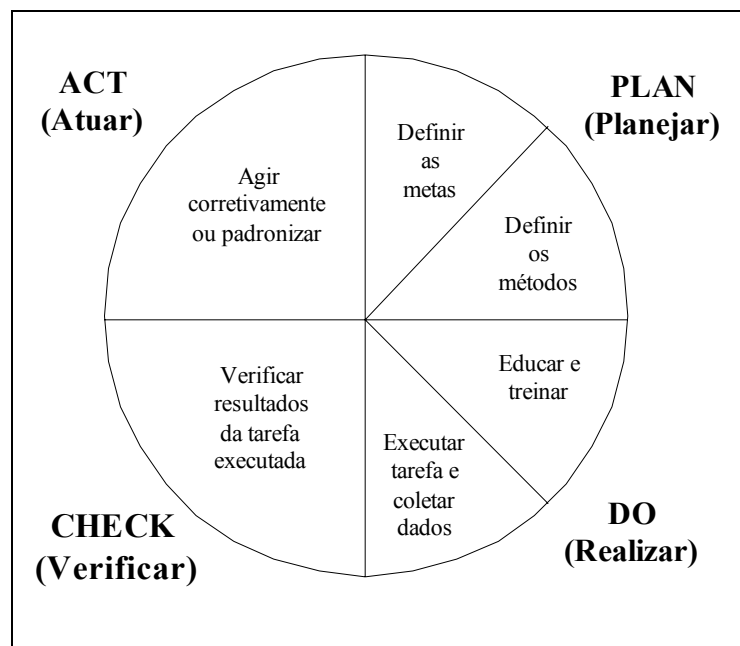 ACT
(Atuar)
PLAN
(Planejar)
Definir
as
metas
Agir
corretivamente
ou padronizar
Definir
os
métodos
Educar e
treinar
Verificar
resultados
da tarefa
executada
Executar
tarefa e
coletar
dados
CHECK
(Verificar)
DO
(Realizar)